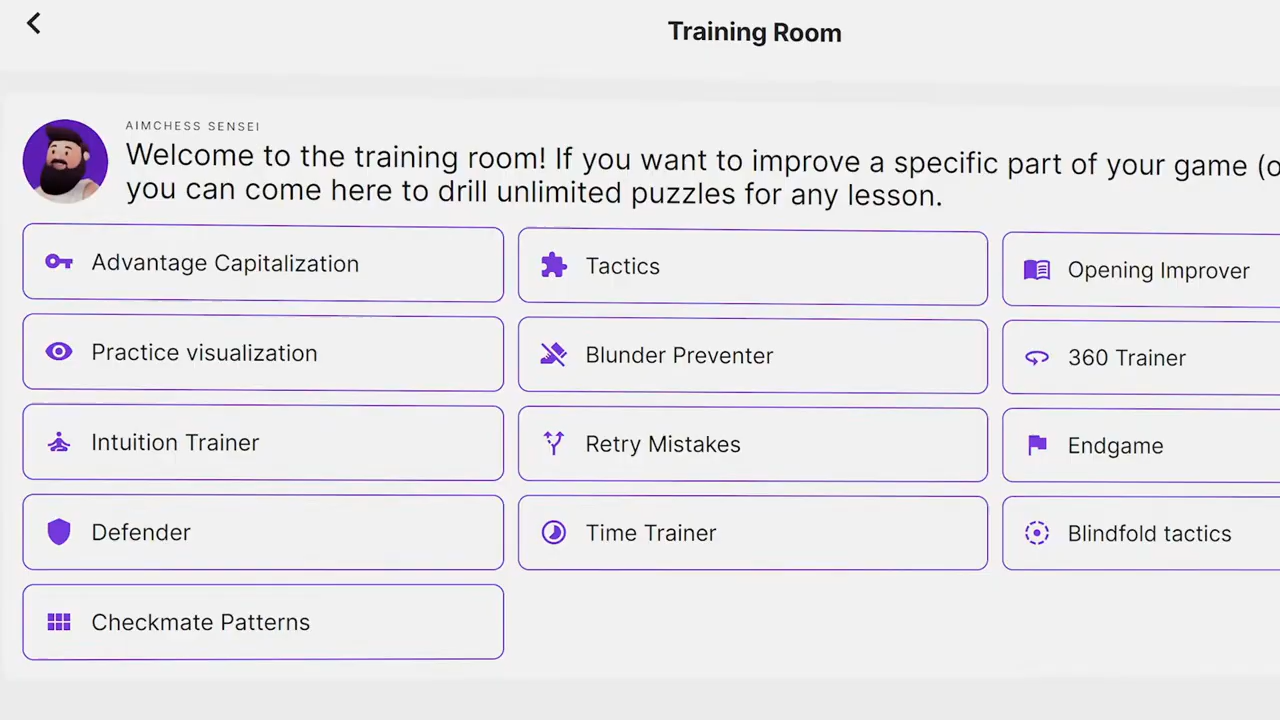 Training Room
AIMCHESS SENSEI
Welcome to the training room! If you want to improve a specific part of your game (o
you can come here to drill unlimited puzzles for any lesson.
Advantage Capitalization
Tactics
Opening Improver
Practice visualization
Blunder Preventer
360 Trainer
Intuition Trainer
Retry Mistakes
Endgame
Defender
Time Trainer
Blindfold tactics
Checkmate Patterns